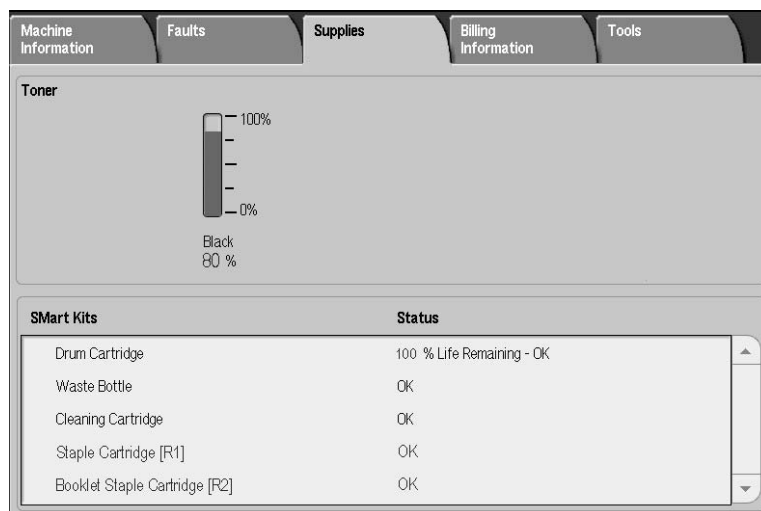 Machine Information
Faults
Supplies
Billing Information
Tools
Toner
100%
0%
Black
80 %
SMart Kits Status
Drum Cartridge 100 % Life Remaining - OK
Waste Bottle OK
Cleaning Cartridge OK
Staple Cartridge [R1] OK
Booklet Staple Cartridge [R2] OK